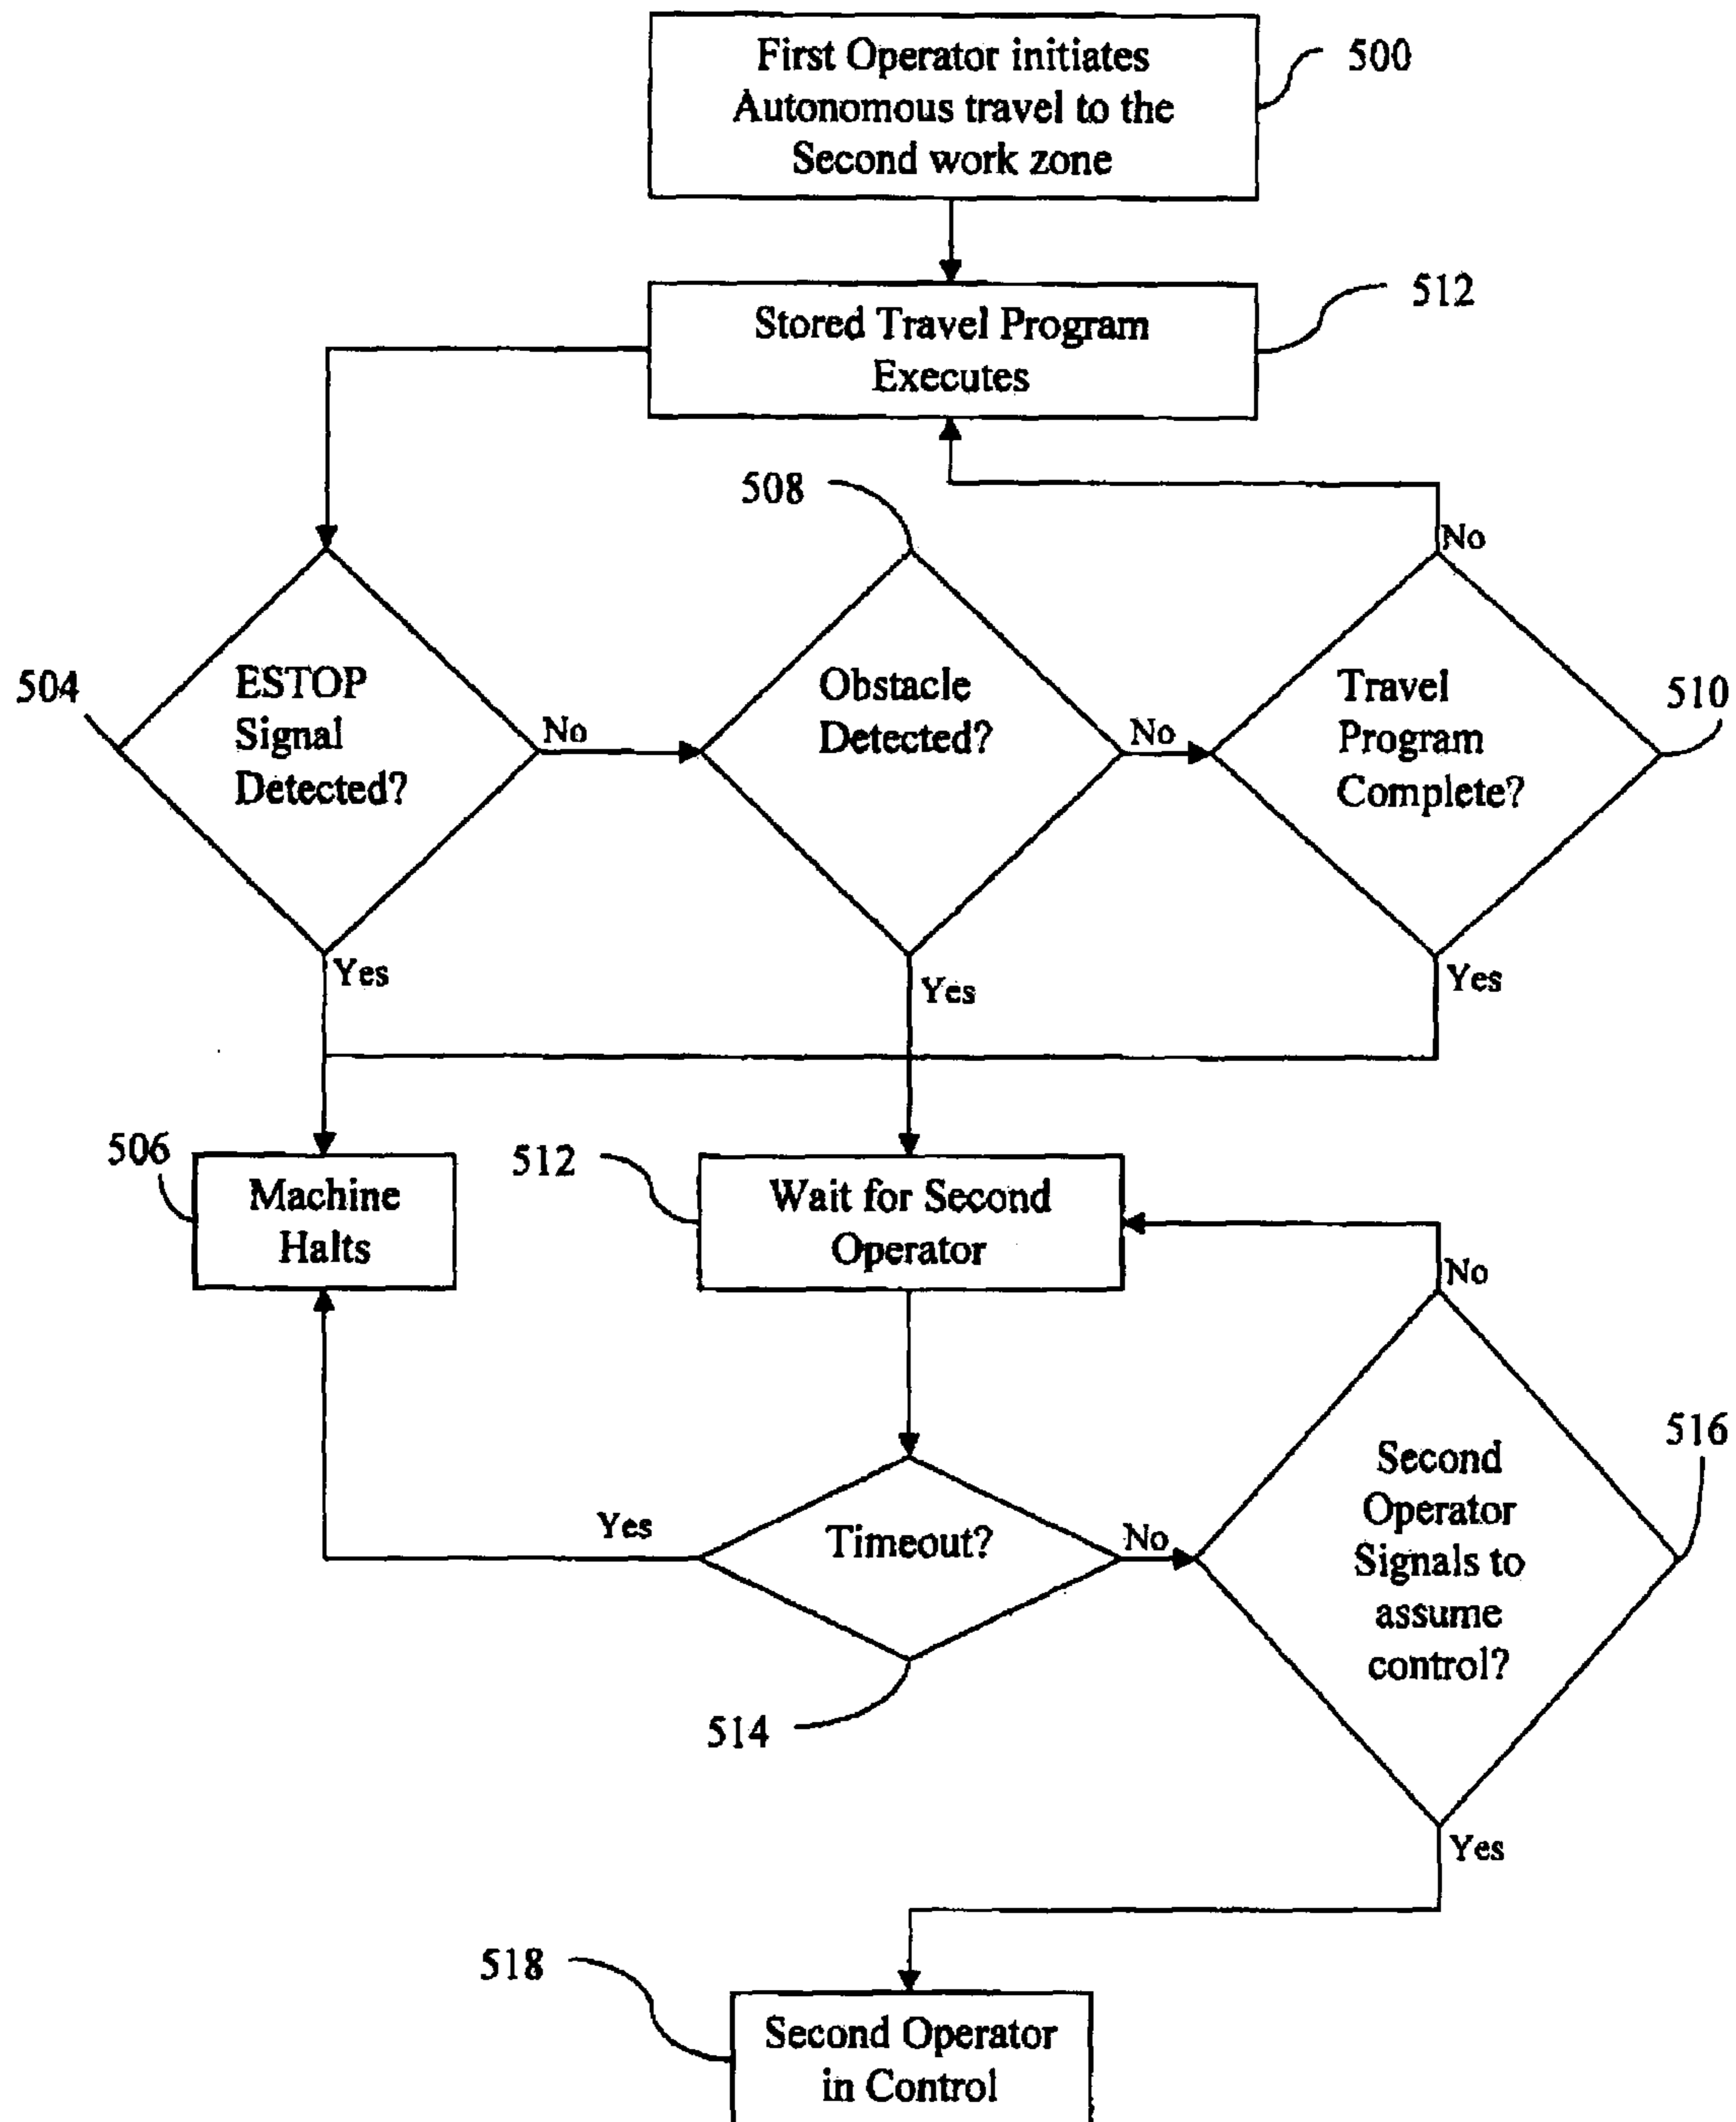 First Operator initiates
Autonomous travel to the
Second work zone
500
Stored Travel Program
Executes
512
508
No
504
ESTOP
Signal
Detected?
No
Obstacle
Detected?
No
Travel
Program
Complete?
510
Yes
Yes
Yes
506
Machine
Halts
512
Wait for Second
Operator
No
Yes
Timeout?
No
Second
Operator
Signals to
assume
control?
516
514
Yes
518
Second Operator
in Control